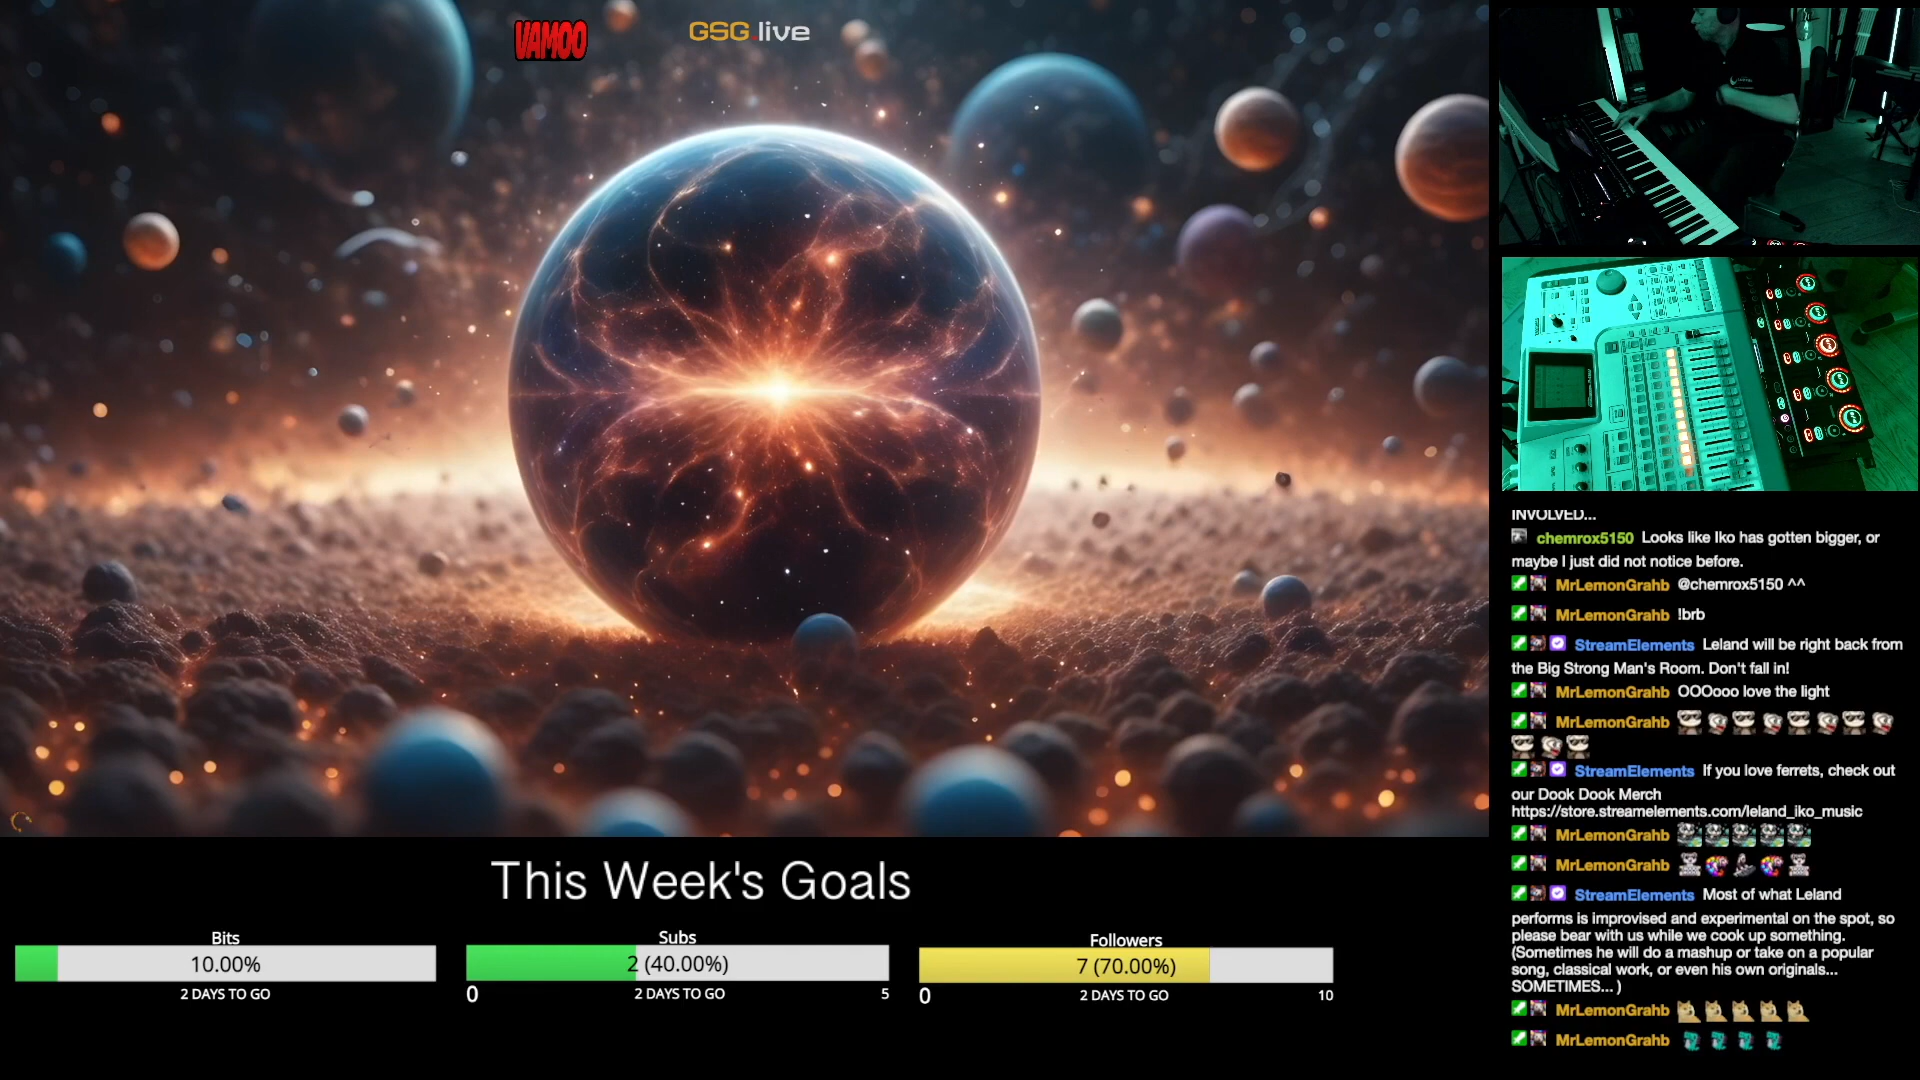 VAMOO
GSG.live
INVOLVED...
chemrox5150 Looks like Iko has gotten bigger, or
maybe I just did not notice before.
MrLemonGrahb @chemrox5150 ^^
MrLemonGrahb !brb
StreamElements Leland will be right back from
the Big Strong Man's Room. Don't fall in!
MrLemonGrahb OOOooo love the light
MrLemonGrahb
StreamElements If you love ferrets, check out
our Dook Dook Merch
https://store.streamelements.com/leland_iko_music
MrLemonGrahb
MrLemonGrahb
StreamElements Most of what Leland
performs is improvised and experimental on the spot, so
please bear with us while we cook up something.
(Sometimes he will do a mashup or take on a popular
song, classical work, or even his own originals...
SOMETIMES... )
MrLemonGrahb
MrLemonGrahb
This Week's Goals
Bits
10.00%
2 DAYS TO GO
Subs
2 (40.00%)
0 2 DAYS TO GO 5
Followers
7 (70.00%)
0 2 DAYS TO GO 10